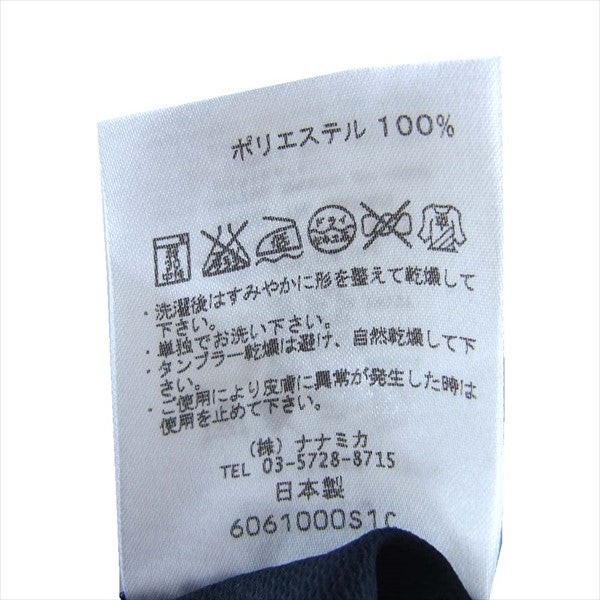 ポリエステル 100%
・洗濯後はすみやかに形を整えて乾燥して
下さい。
・単独でお洗い下さい。
・タンブラー乾燥は避け、自然乾燥して下
さい。
・ご使用により皮膚に異常が発生した時は
使用を止めて下さい。
(株) ナナミカ
TEL 03-5728-8715
日本製
6061000S1C